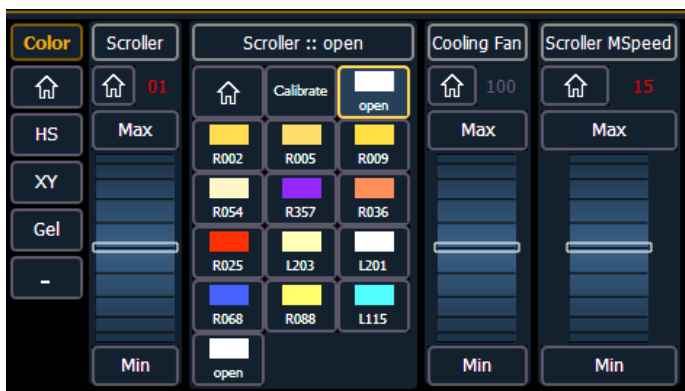 Color
Scroller
Scroller :: open
Cooling Fan
Scroller MSpeed
01
Calibrate
open
100
15
HS
Max
R002
R005
R009
Max
Max
XY
R054
R357
R036
Gel
R025
L203
L201
-
R068
R088
L115
Min
open
Min
Min